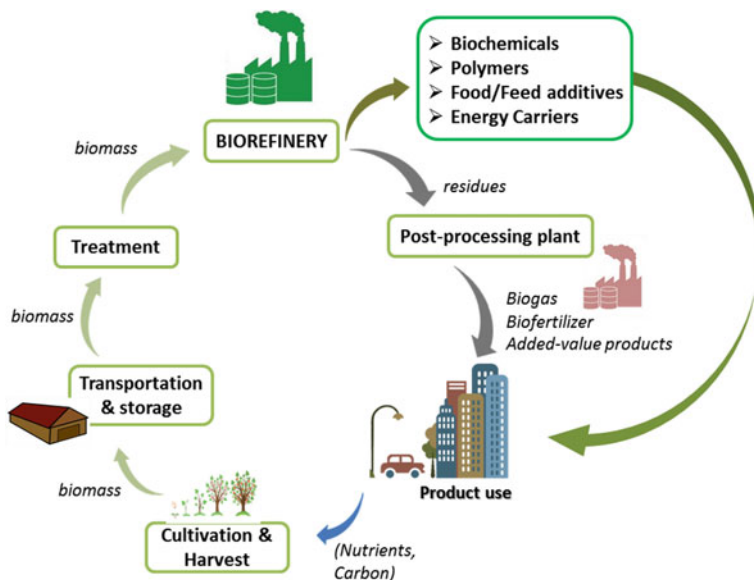 ➢ Biochemicals
➢ Polymers
➢ Food/Feed additives
➢ Energy Carriers
BIOREFINERY
biomass
residues
Treatment
Post-processing plant
biomass
Biogas
Biofertilizer
Added-value products
Transportation
& storage
biomass
Product use
Cultivation &
Harvest
(Nutrients,
Carbon)